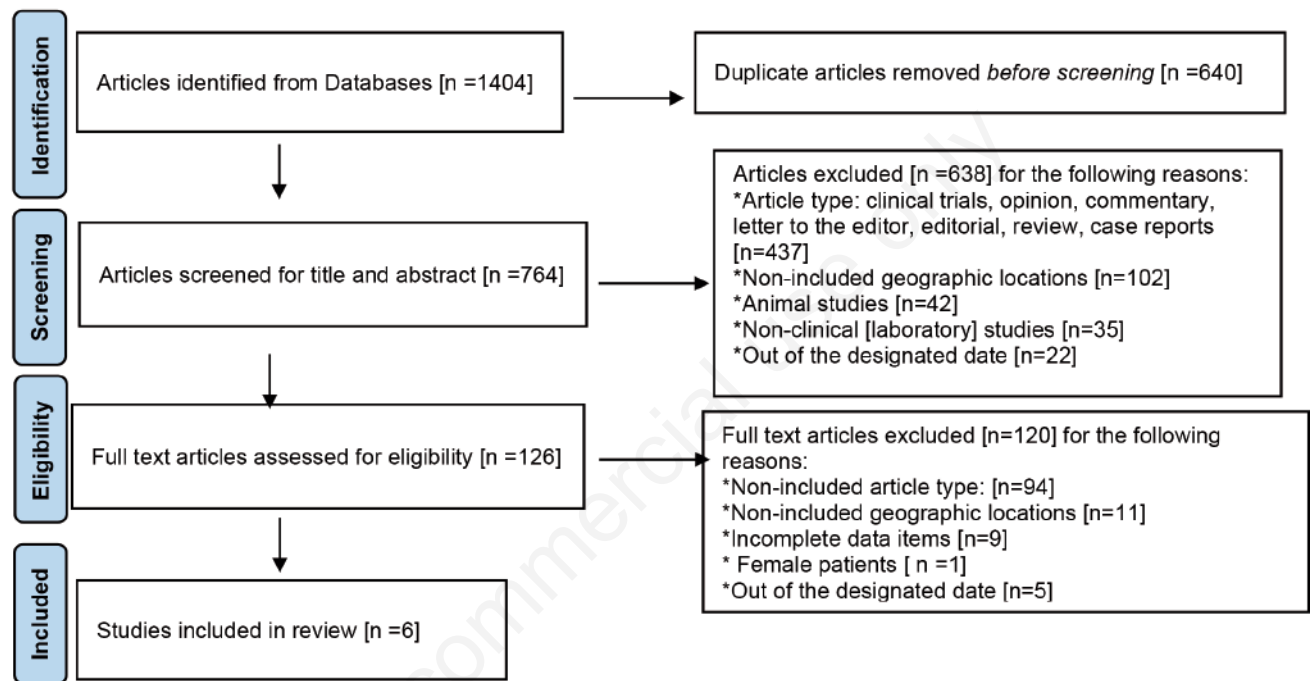 Identification
Articles identified from Databases [n =1404]
Duplicate articles removed before screening [n =640]
Screening
Articles screened for title and abstract [n =764]
Articles excluded [n =638] for the following reasons:
*Article type: clinical trials, opinion, commentary,
letter to the editor, editorial, review, case reports
[n=437]
*Non-included geographic locations [n=102]
*Animal studies [n=42]
*Non-clinical [laboratory] studies [n=35]
*Out of the designated date [n=22]
Eligibility
Full text articles assessed for eligibility [n =126]
Full text articles excluded [n=120] for the following
reasons:
*Non-included article type: [n=94]
*Non-included geographic locations [n=11]
*Incomplete data items [n=9]
* Female patients [ n =1]
*Out of the designated date [n=5]
Included
Studies included in review [n =6]
commercial use only